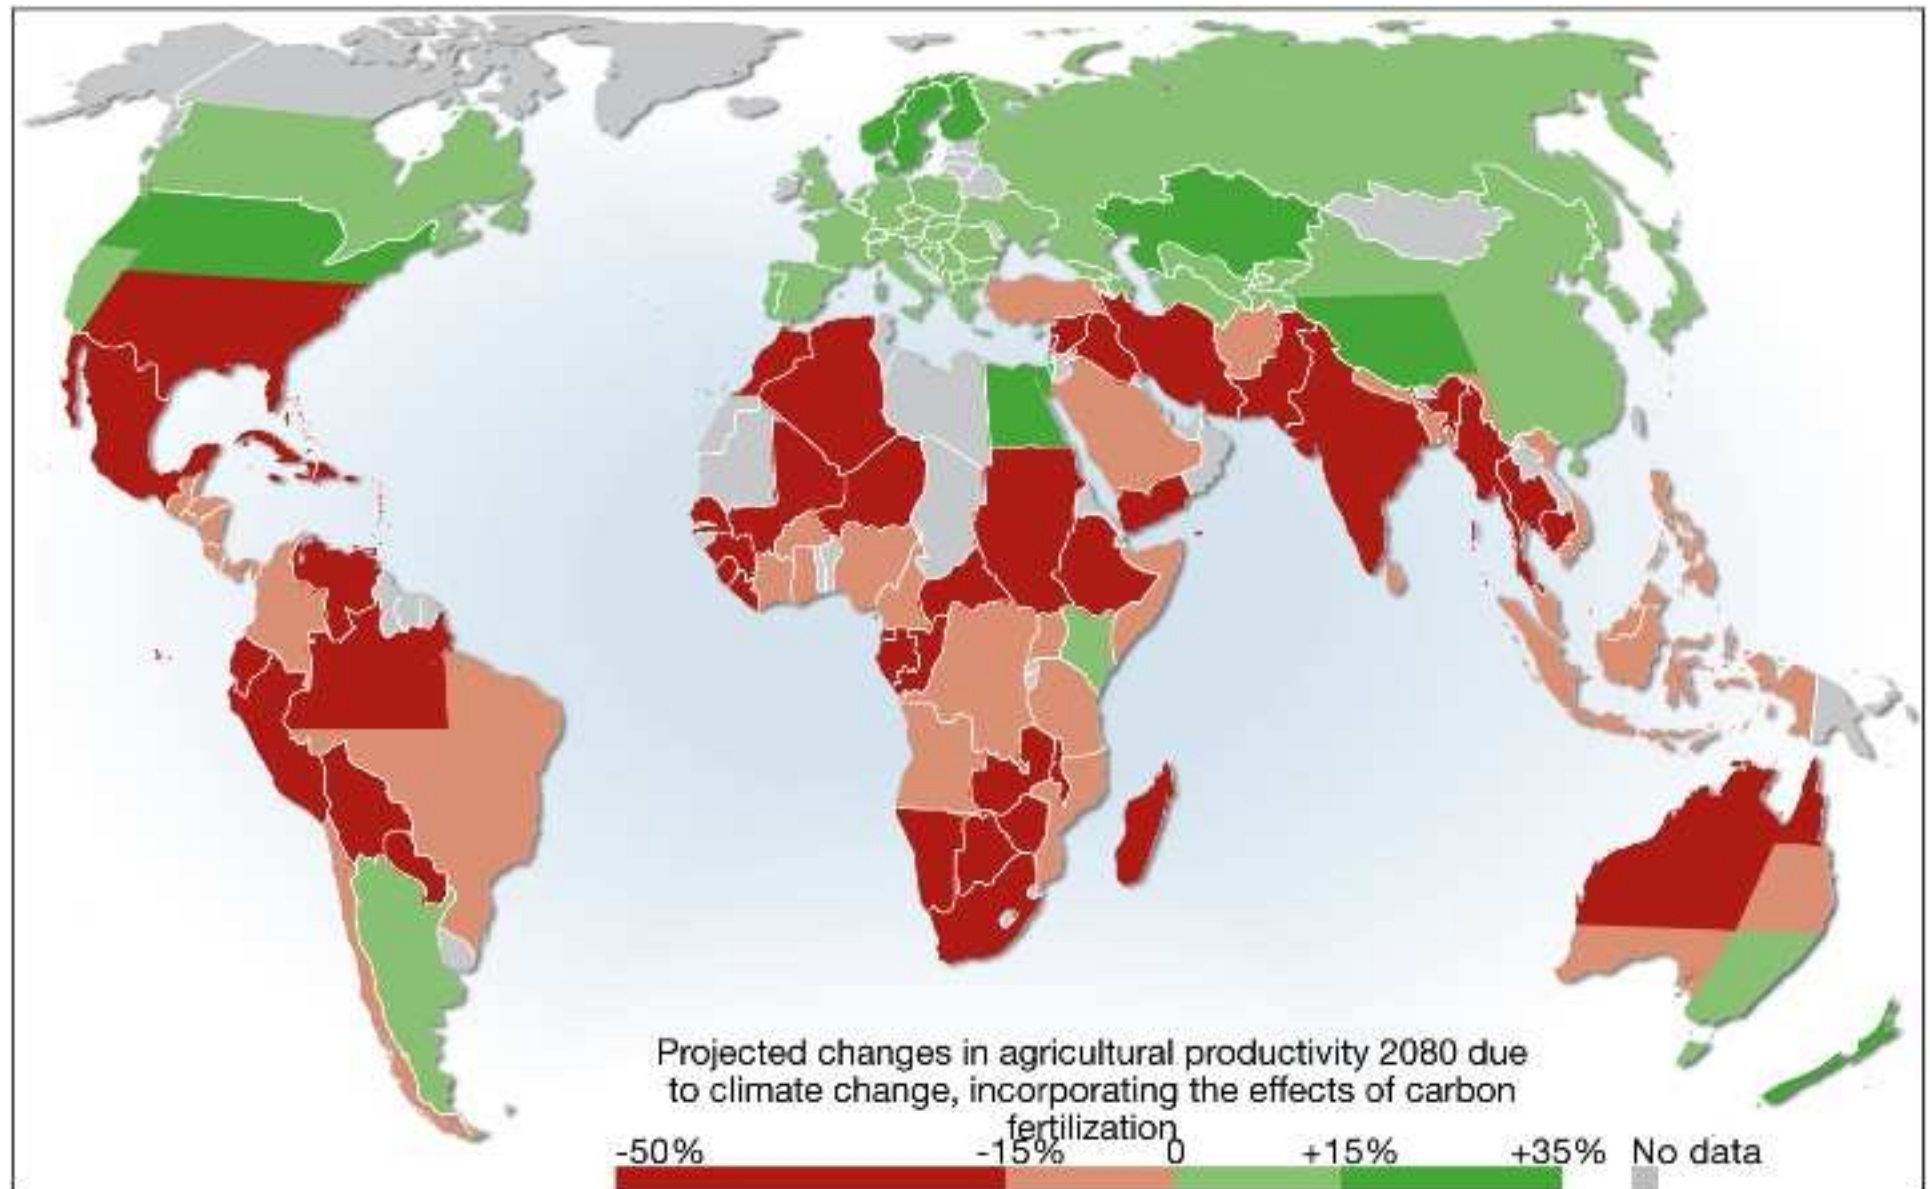 Projected changes in agricultural productivity 2080 due
to climate change, incorporating the effects of carbon
fertilization
-50% -15% 0 +15% +35% No data